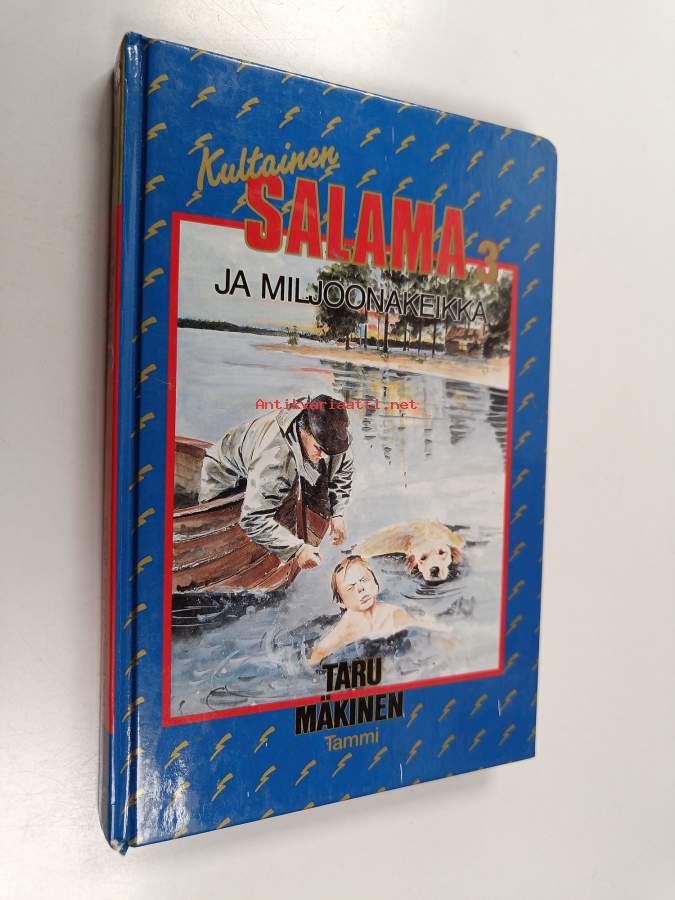 Kultainen
SALAMA 3
JA MILJOONAKEIKKA
Antikvariaatti.net
TARU
MÄKINEN
Tammi